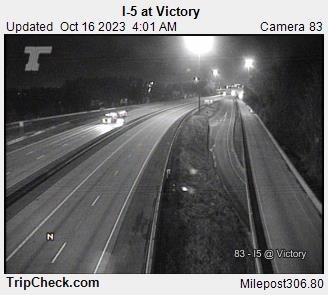 I-5 at Victory
Updated Oct 16 2023 4:01 AM Camera 83
T
N
83 - I5 @ Victory
TripCheck.com Milepost306.80